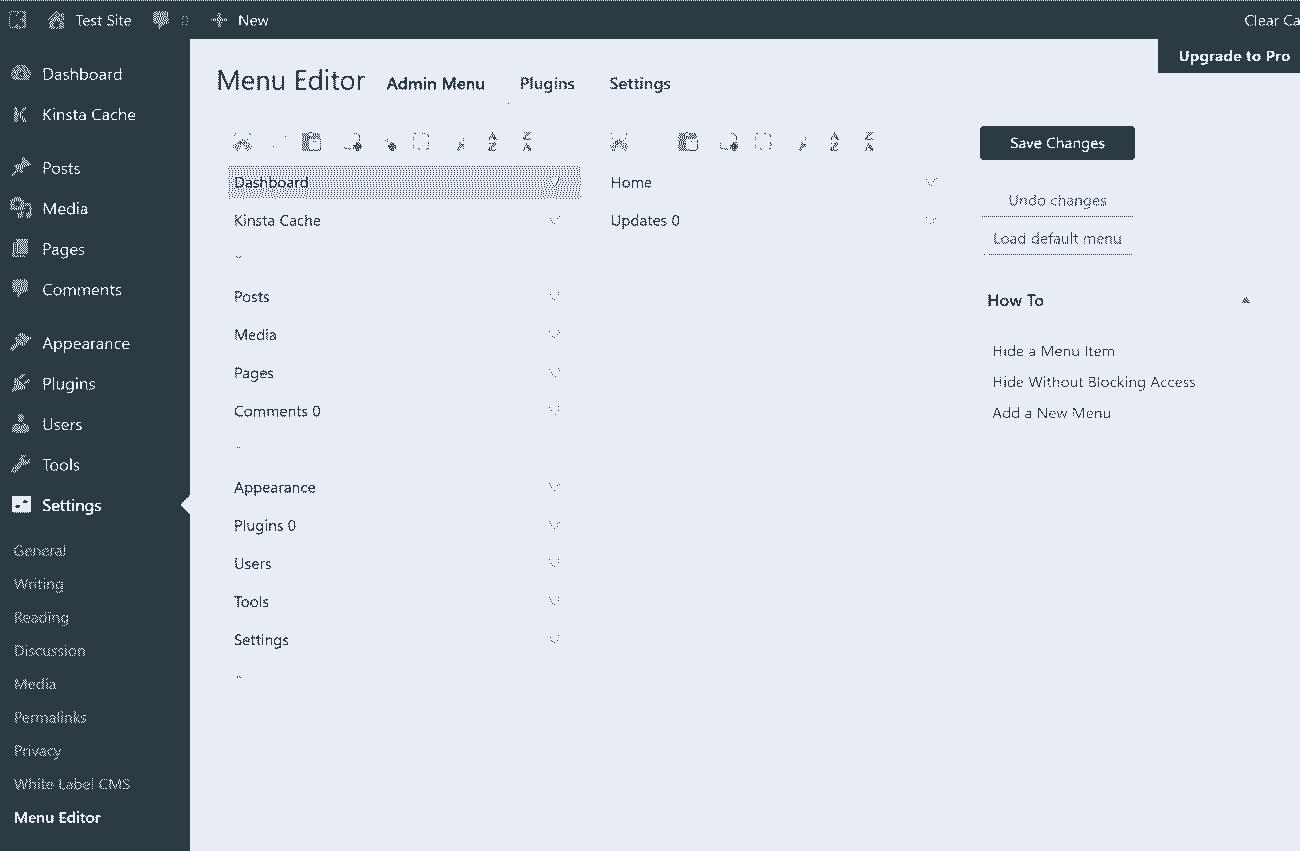 Test Site 0 New Clear Ca
Upgrade to Pro
Dashboard
Kinsta Cache
Posts
Media
Pages
Comments
Appearance
Plugins
Users
Tools
Settings
General
Writing
Reading
Discussion
Media
Permalinks
Privacy
White Label CMS
Menu Editor
Menu Editor Admin Menu Plugins Settings
Dashboard
Kinsta Cache
Posts
Media
Pages
Comments 0
Appearance
Plugins 0
Users
Tools
Settings
Home
Updates 0
Save Changes
Undo changes
Load default menu
How To
Hide a Menu Item
Hide Without Blocking Access
Add a New Menu